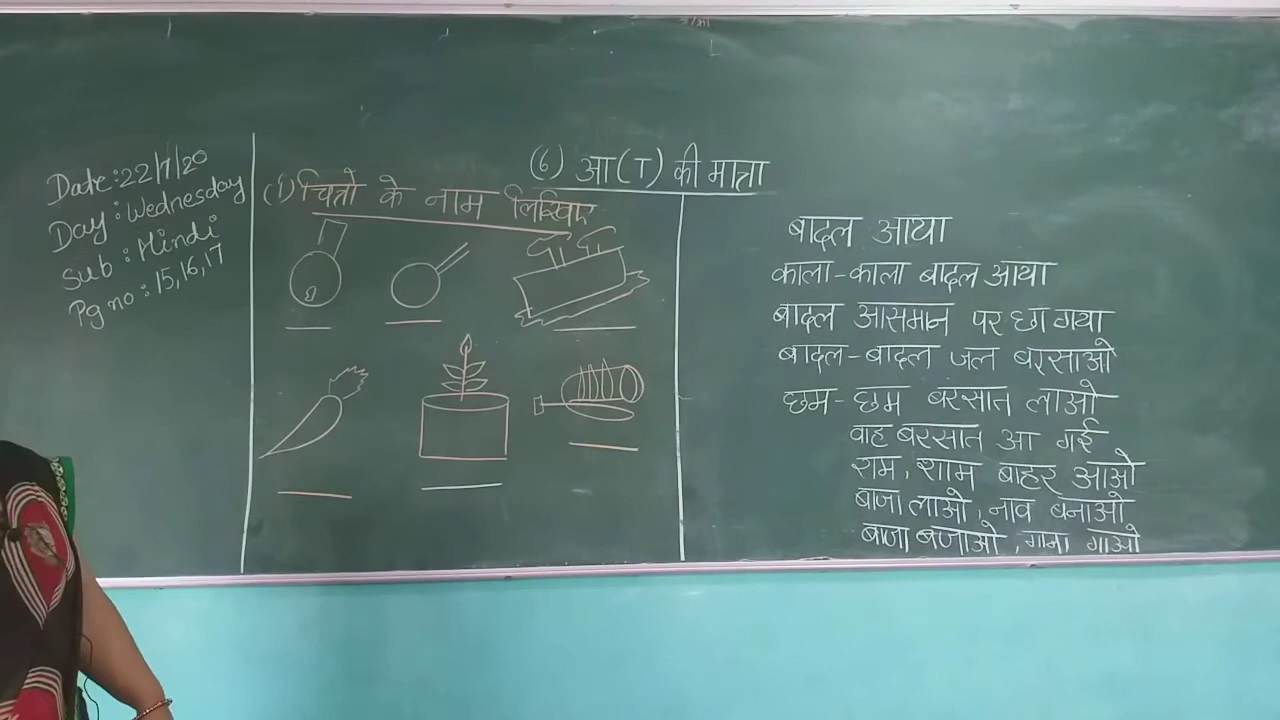 Date:22/7/20
Day:Wednesday
Sub:Hindi
Pg no:15,16,17
(6) आ(ा) की मात्रा
(1) चित्रो के नाम लिखिए
बादल आया
काला-काला बादल आया
बादल आसमान पर छा गया
बादल-बादल जल बरसाओ
छम-छम बरसात लाओ
वाह बरसात आ गई
राम, शाम बाहर आओ
बाजा लाओ, नाव बनाओ
बाजा बजाओ, गाना गाओ